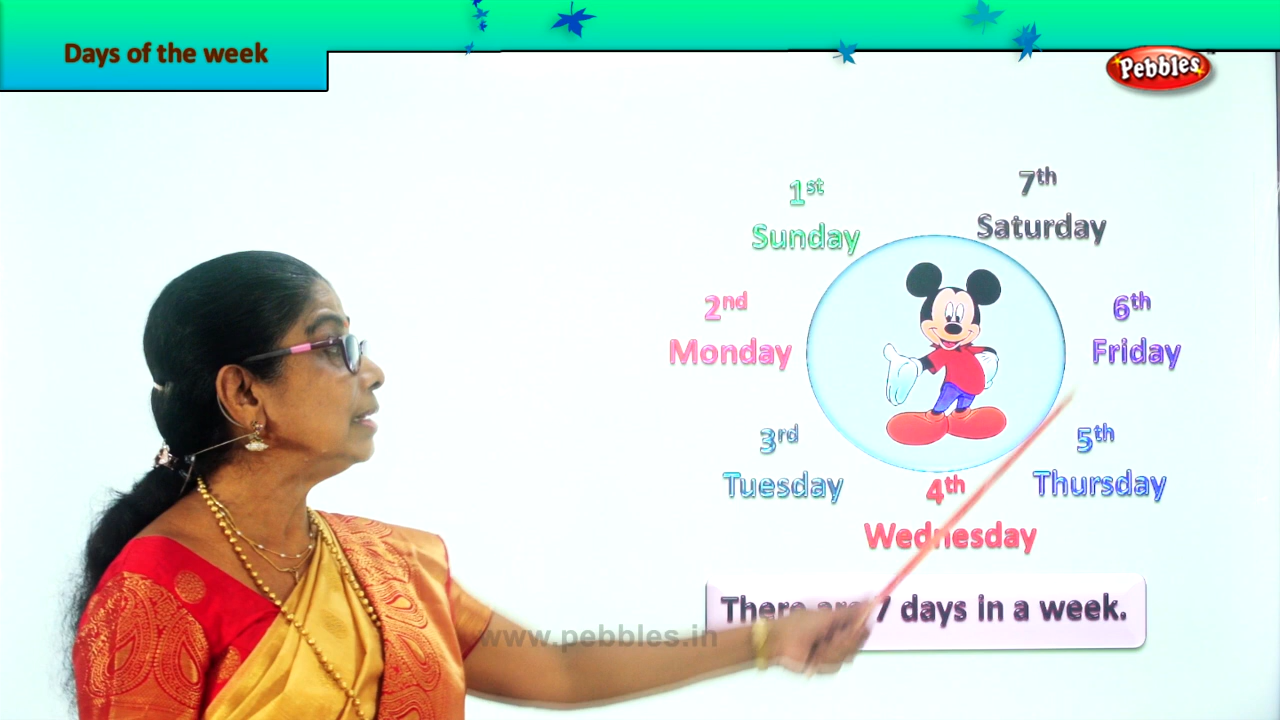 Days of the week
Pebbles
1st
Sunday
2nd
Monday
3rd
Tuesday
4th
Wednesday
5th
Thursday
6th
Friday
7th
Saturday
There are 7 days in a week.
www.pebbles.in